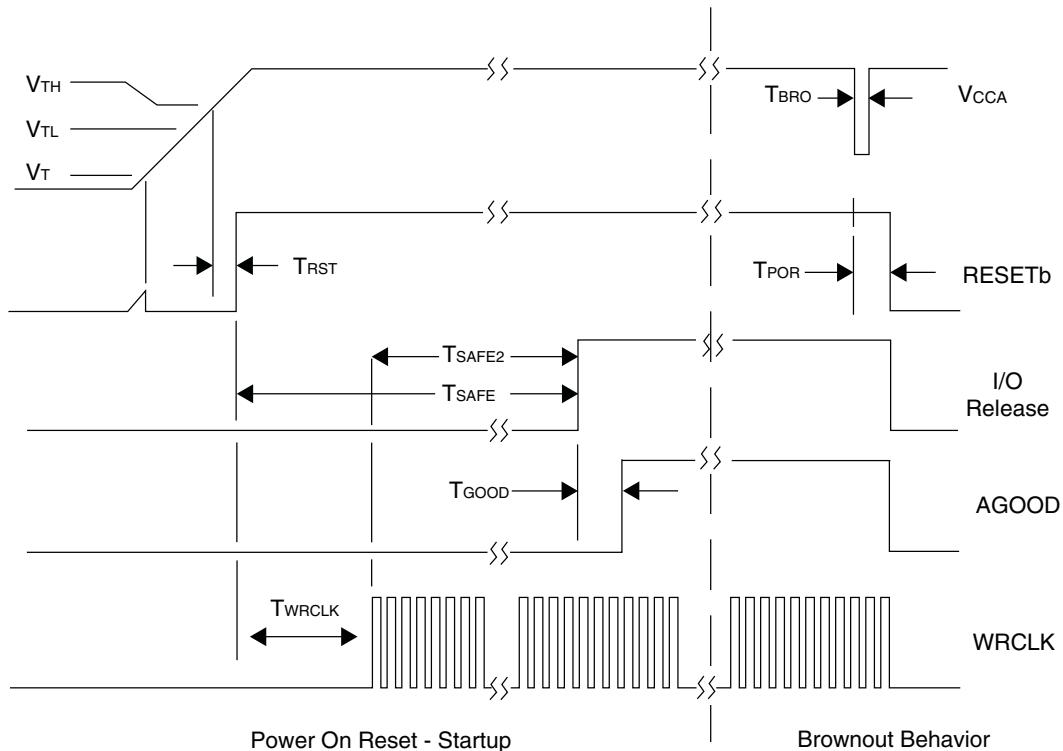 VTH
VTL
VT
TBRO
VCCA
TRST
TPOR
RESETb
TSAFE2
TSAFE
I/O
Release
TGOOD
AGOOD
TWRCLK
WRCLK
Power On Reset - Startup
Brownout Behavior